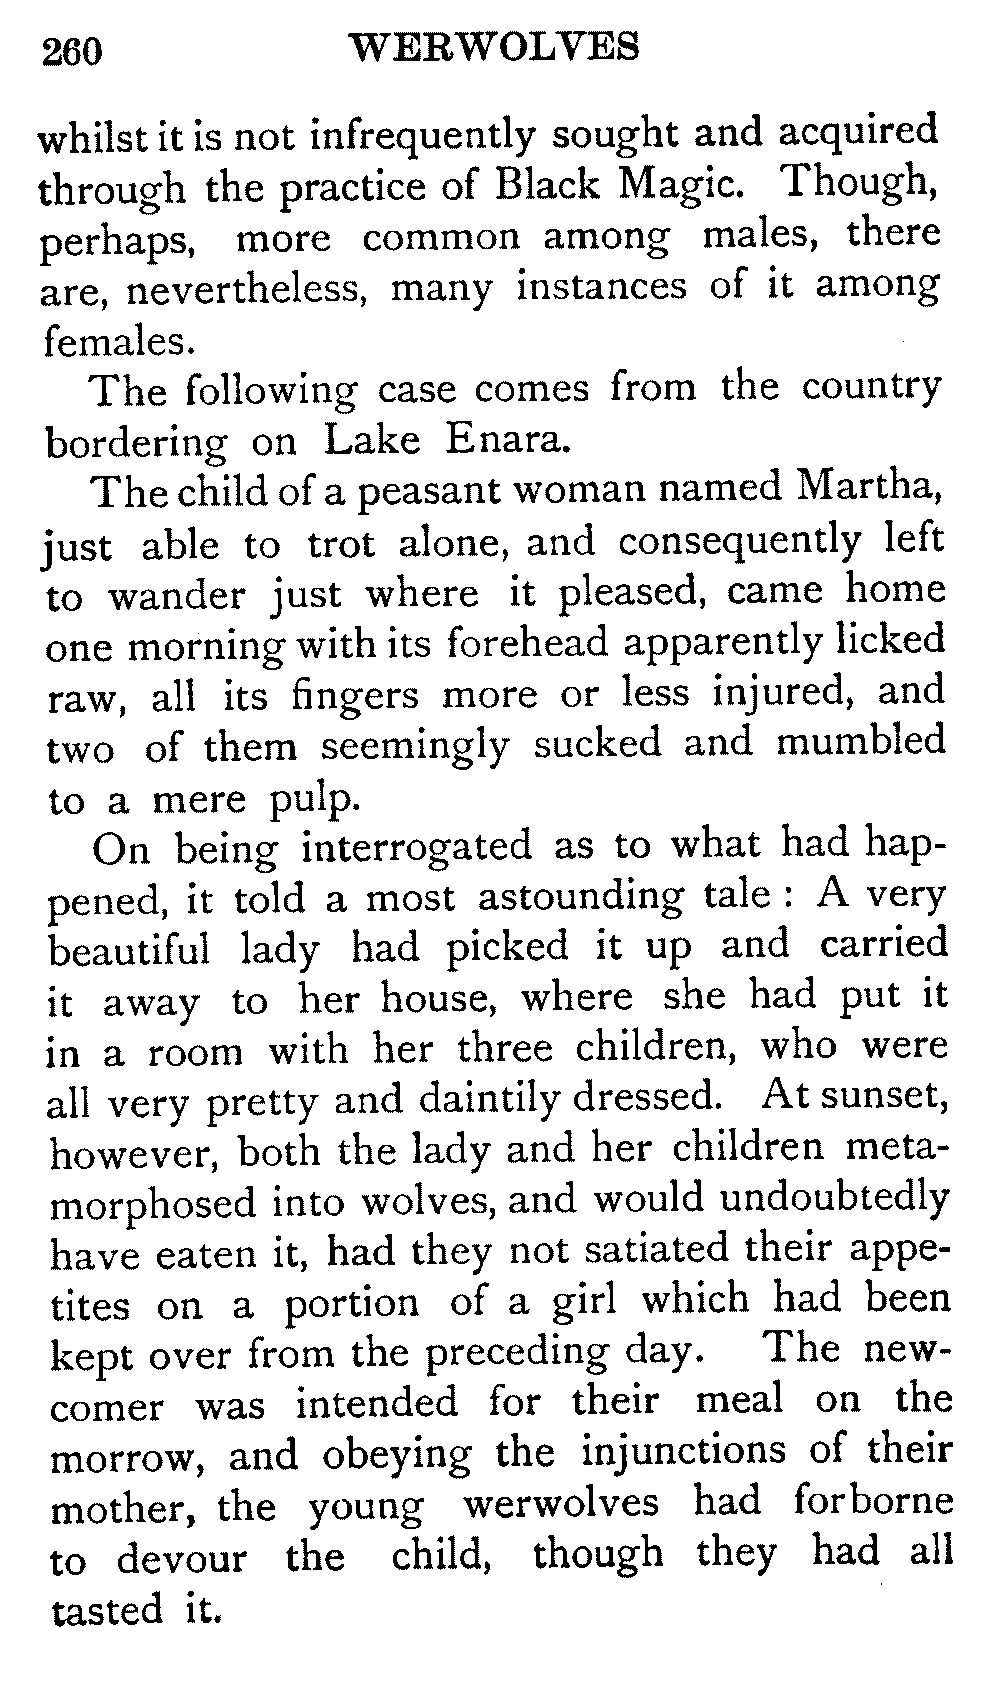 260 WERWOLVES
whilst it is not infrequently sought and acquired
through the practice of Black Magic. Though,
perhaps, more common among males, there
are, nevertheless, many instances of it among
females.
The following case comes from the country
bordering on Lake Enara.
The child of a peasant woman named Martha,
just able to trot alone, and consequently left
to wander just where it pleased, came home
one morning with its forehead apparently licked
raw, all its fingers more or less injured, and
two of them seemingly sucked and mumbled
to a mere pulp.
On being interrogated as to what had hap-
pened, it told a most astounding tale : A very
beautiful lady had picked it up and carried
it away to her house, where she had put it
in a room with her three children, who were
all very pretty and daintily dressed. At sunset,
however, both the lady and her children meta-
morphosed into wolves, and would undoubtedly
have eaten it, had they not satiated their appe-
tites on a portion of a girl which had been
kept over from the preceding day. The new-
comer was intended for their meal on the
morrow, and obeying the injunctions of their
mother, the young werwolves had forborne
to devour the child, though they had all
tasted it.